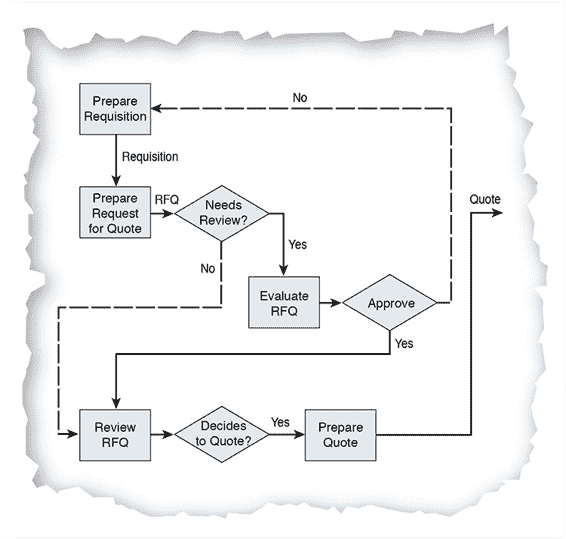 No
Prepare
Requisition
Requisition
Prepare
Request
for Quote
RFQ
Needs
Review?
Quote
No
Yes
Evaluate
RFQ
Approve
Yes
Review
RFQ
Decides
to Quote?
Yes
Prepare
Quote